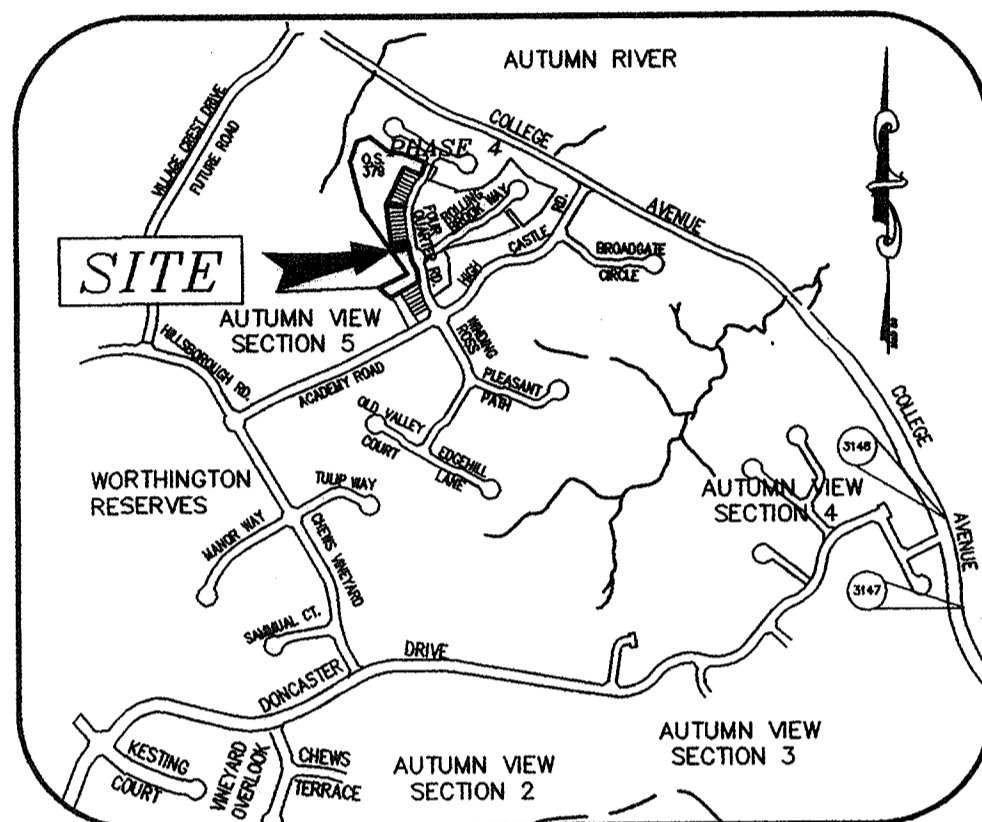 AUTUMN RIVER
COLLEGE
AVENUE
VILLAGE CREST DRIVE
FUTURE ROAD
PHASE 4
O.S.
379
ROLLING
BROOK WAY
FOUR
QUARTER RD.
HIGH
CASTLE
RD.
BROADGATE
CIRCLE
SITE
AUTUMN VIEW
SECTION 5
HILLSBOROUGH RD.
ACADEMY ROAD
ROSS
PLEASANT
PATH
OLD VALLEY
COURT
EDGEHILL
LANE
COLLEGE
AVENUE
3148
3147
WORTHINGTON
RESERVES
TULIP WAY
MANOR WAY
CHEWS VINEYARD
AUTUMN VIEW
SECTION 4
SAMMUAL CT.
DONCASTER
DRIVE
KESTING
COURT
VINEYARD
OVERLOOK
CHEWS
TERRACE
AUTUMN VIEW
SECTION 2
AUTUMN VIEW
SECTION 3